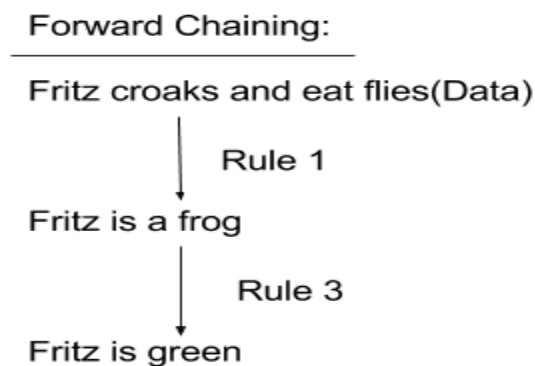 Forward Chaining:
Fritz croaks and eat flies(Data)
Rule 1
Fritz is a frog
Rule 3
Fritz is green